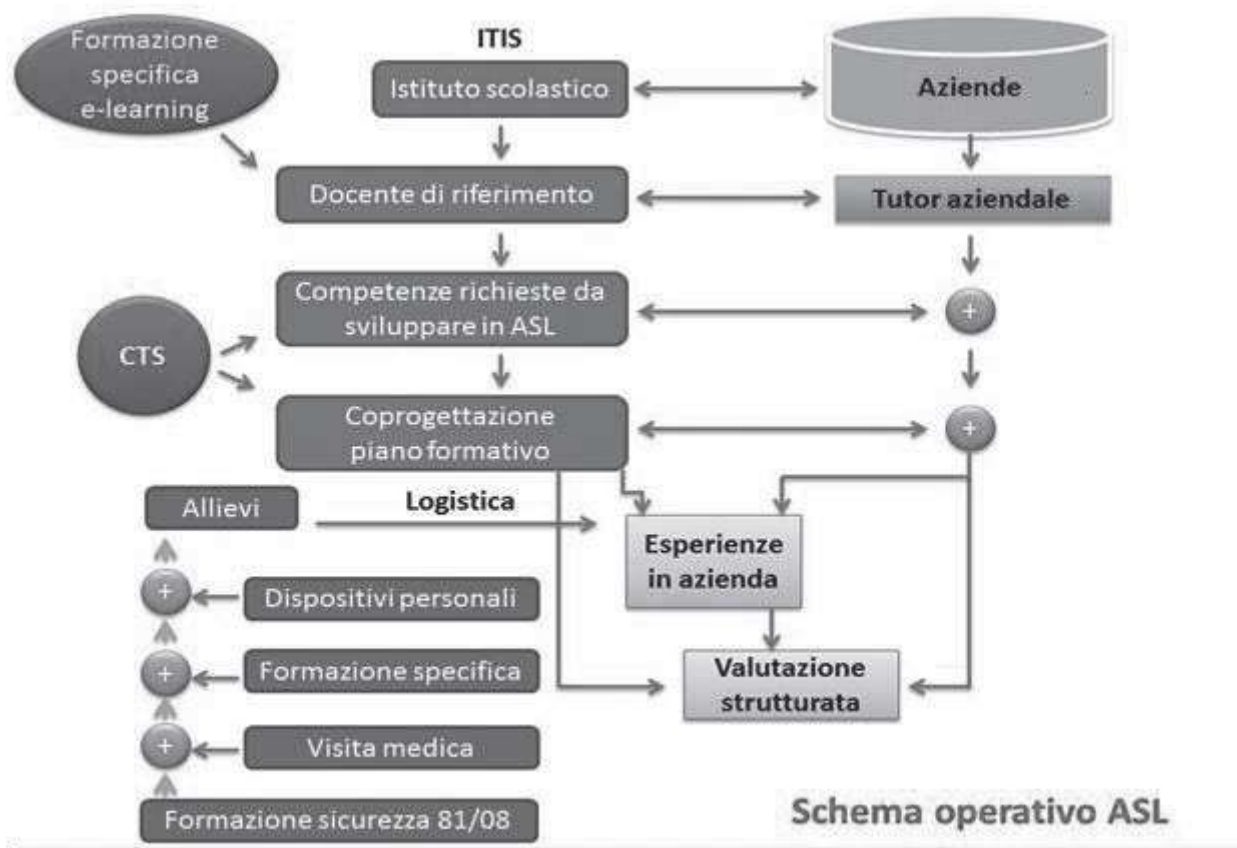 Formazione
specifica
e-learning
ITIS
Istituto scolastico
Aziende
Docente di riferimento
Tutor aziendale
Competenze richieste da
sviluppare in ASL
+
CTS
Coprogettazione
piano formativo
+
Allievi
Logistica
Esperienze
in azienda
+
Dispositivi personali
+
Formazione specifica
Valutazione
strutturata
+
Visita medica
Formazione sicurezza 81/08
Schema operativo ASL